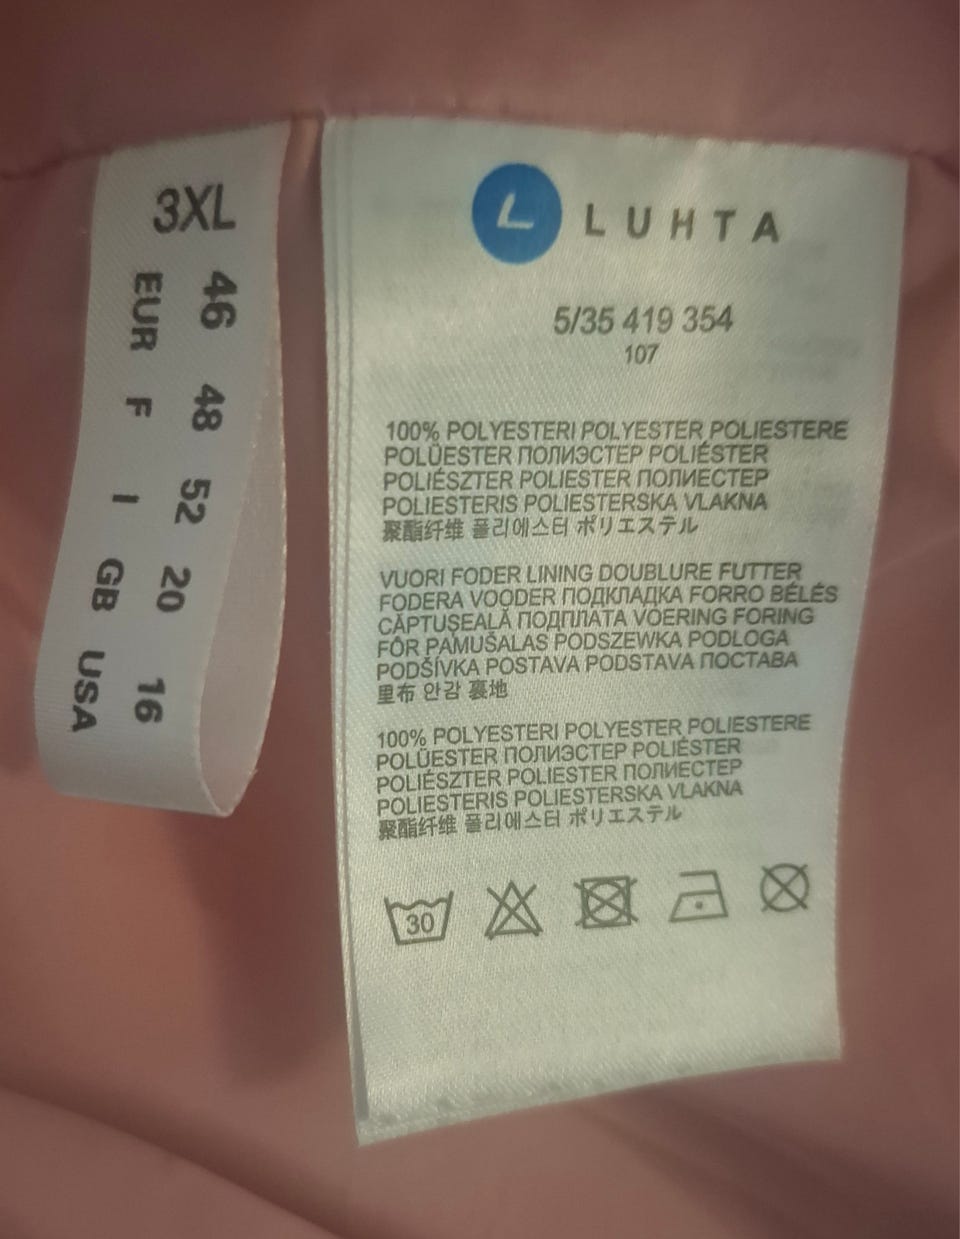 3XL
46 48 52 20 16
EUR F I GB USA
L LUHTA
5/35 419 354
107
100% POLYESTERI POLYESTER POLIESTERE
POLÜESTER ПОЛИЭСТЕР POLIÉSTER
POLIÉSZTER POLIESTER ПОЛИЕСТЕР
POLIESTERIS POLIESTERSKA VLAKNA
聚酯纤维 폴리에스터 ポリエステル
VUORI FODER LINING DOUBLURE FUTTER
FODERA VOODER ПОДКЛАДКА FORRO BÉLÉS
CĂPTUȘEALĂ ПОДПЛАТА VOERING FORING
FÔR PAMUŠALAS PODSZEWKA PODLOGA
PODŠÍVKA POSTAVA PODSTAVA ПОСТАВА
里布 안감 裏地
100% POLYESTERI POLYESTER POLIESTERE
POLÜESTER ПОЛИЭСТЕР POLIÉSTER
POLIÉSZTER POLIESTER ПОЛИЕСТЕР
POLIESTERIS POLIESTERSKA VLAKNA
聚酯纤维 폴리에스터 ポリエステル
30